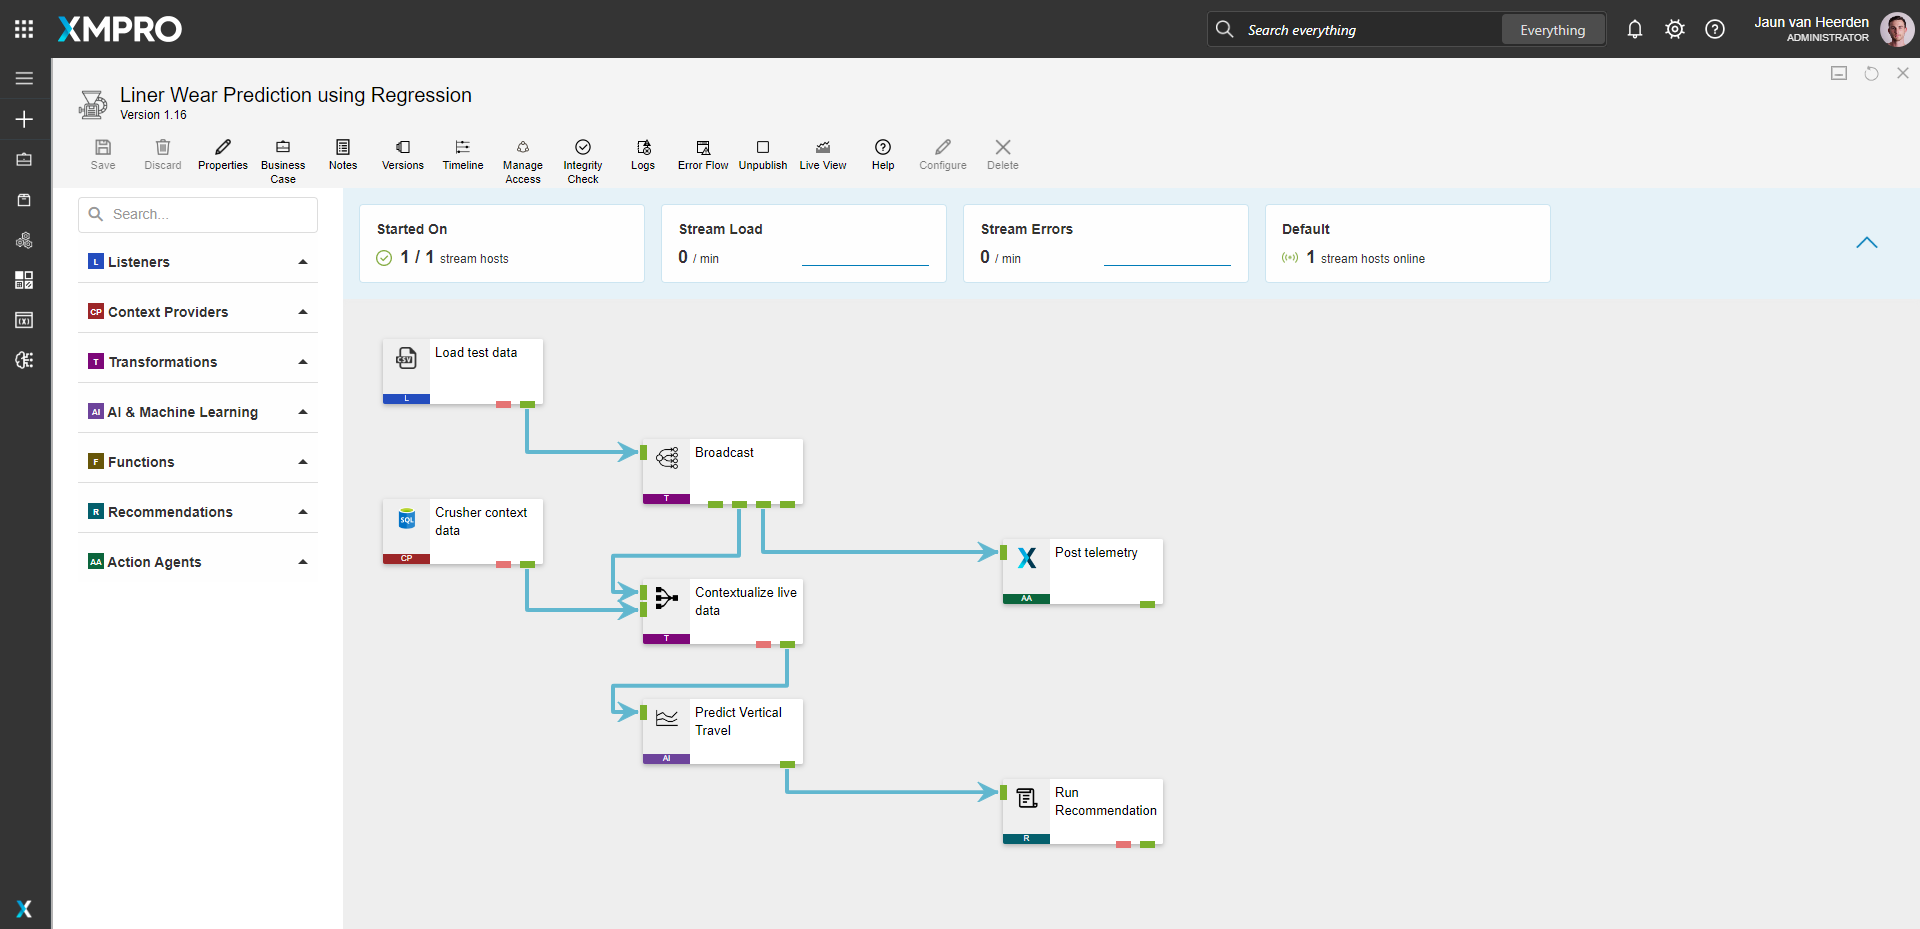 XMPRO
Search everything
Everything
Jaun van Heerden
ADMINISTRATOR
Liner Wear Prediction using Regression
Version 1.16
Save
Discard
Properties
Business
Case
Notes
Versions
Timeline
Manage
Access
Integrity
Check
Logs
Error Flow
Unpublish
Live View
Help
Configure
Delete
Search...
L Listeners
CP Context Providers
T Transformations
AI AI & Machine Learning
F Functions
R Recommendations
AA Action Agents
Started On
1 / 1 stream hosts
Stream Load
0 / min
Stream Errors
0 / min
Default
1 stream hosts online
Load test data
CSV
L
Broadcast
T
Crusher context
data
SQL
CP
Post telemetry
AA
Contextualize live
data
T
Predict Vertical
Travel
AI
Run
Recommendation
R